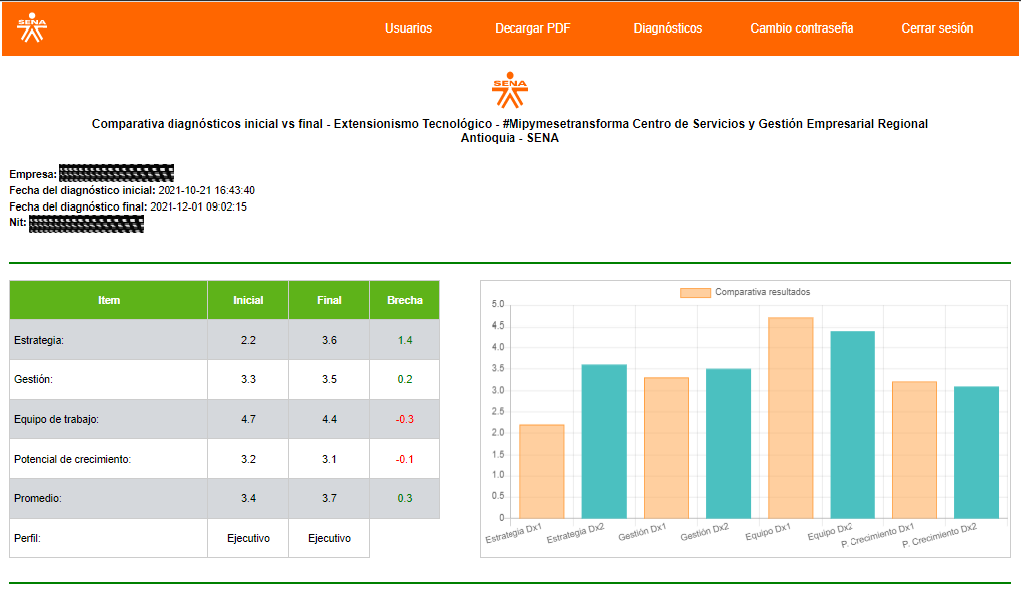 SENA
Usuarios Decargar PDF Diagnósticos Cambio contraseña Cerrar sesión
SENA
Comparativa diagnósticos inicial vs final - Extensionismo Tecnológico - #Mipymesetransforma Centro de Servicios y Gestión Empresarial Regional
Antioquia - SENA
Empresa:
Fecha del diagnóstico inicial: 2021-10-21 16:43:40
Fecha del diagnóstico final: 2021-12-01 09:02:15
Nit:
Item Inicial Final Brecha
Estrategia: 2.2 3.6 1.4
Gestión: 3.3 3.5 0.2
Equipo de trabajo: 4.7 4.4 -0.3
Potencial de crecimiento: 3.2 3.1 -0.1
Promedio: 3.4 3.7 0.3
Perfil: Ejecutivo Ejecutivo
Comparativa resultados
5.0
4.5
4.0
3.5
3.0
2.5
2.0
1.5
1.0
0.5
0
Estrategia Dx1 Estrategia Dx2 Gestión Dx1 Gestión Dx2 Equipo Dx1 Equipo Dx2 P. Crecimiento Dx1 P. Crecimiento Dx2